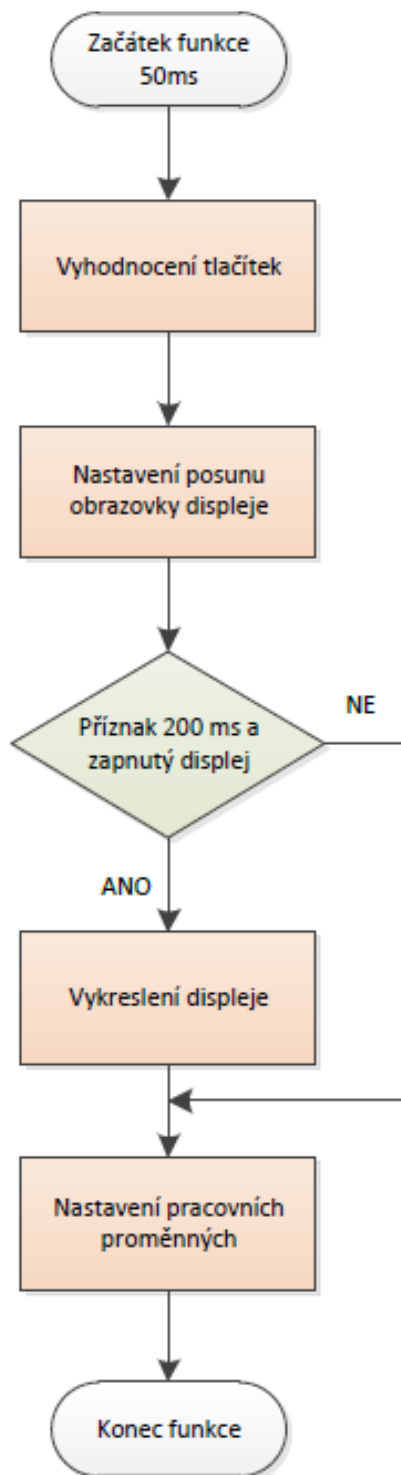 Začátek funkce
50ms
Vyhodnocení tlačítek
Nastavení posunu
obrazovky displeje
Příznak 200 ms a
zapnutý displej
NE
ANO
Vykreslení displeje
Nastavení pracovních
proměnných
Konec funkce